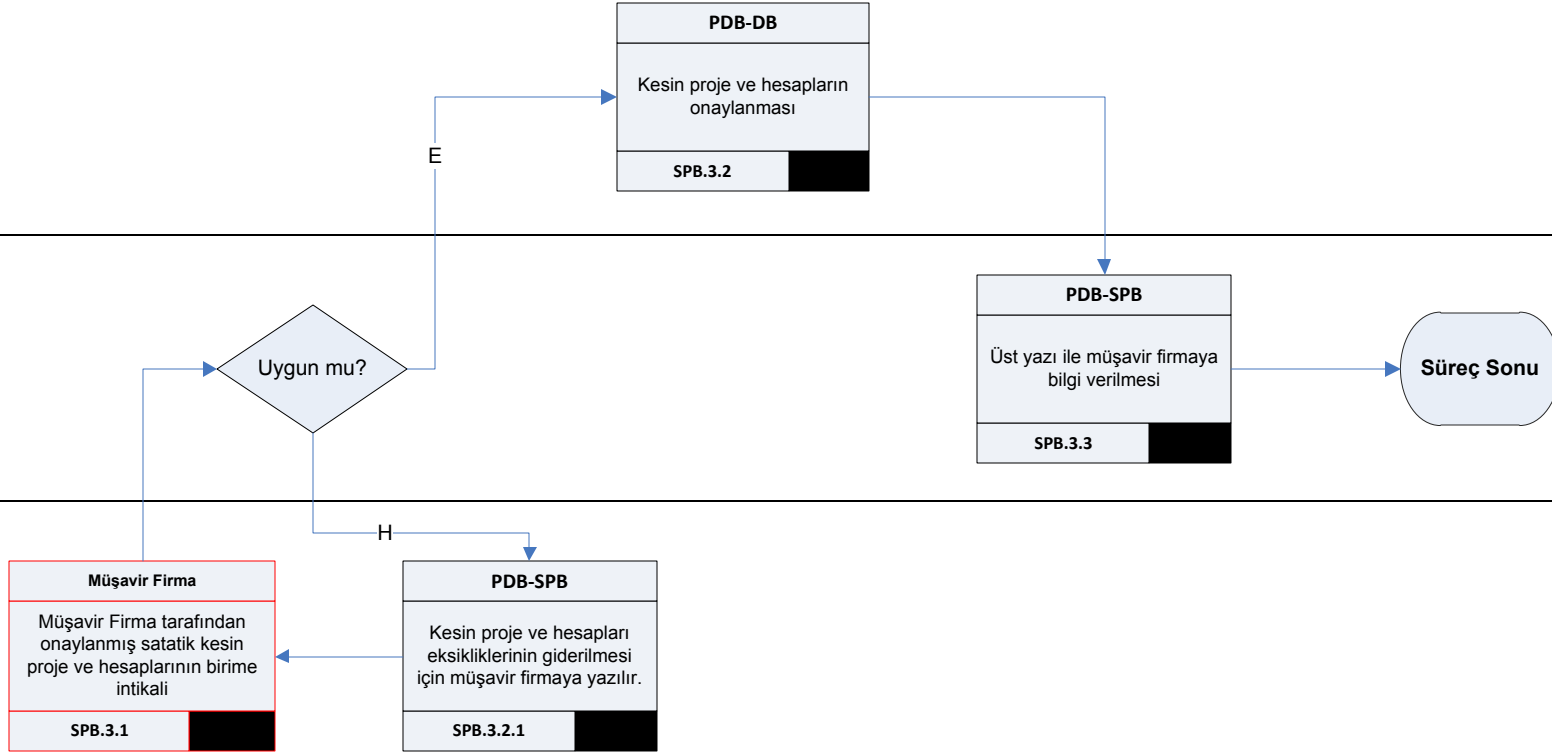 PDB-DB
Kesin proje ve hesapların
onaylanması
SPB.3.2
E
PDB-SPB
Üst yazı ile müşavir firmaya
bilgi verilmesi
SPB.3.3
Uygun mu?
Süreç Sonu
H
Müşavir Firma
Müşavir Firma tarafından
onaylanmış satatik kesin
proje ve hesaplarının birime
intikali
SPB.3.1
PDB-SPB
Kesin proje ve hesapları
eksikliklerinin giderilmesi
için müşavir firmaya yazılır.
SPB.3.2.1